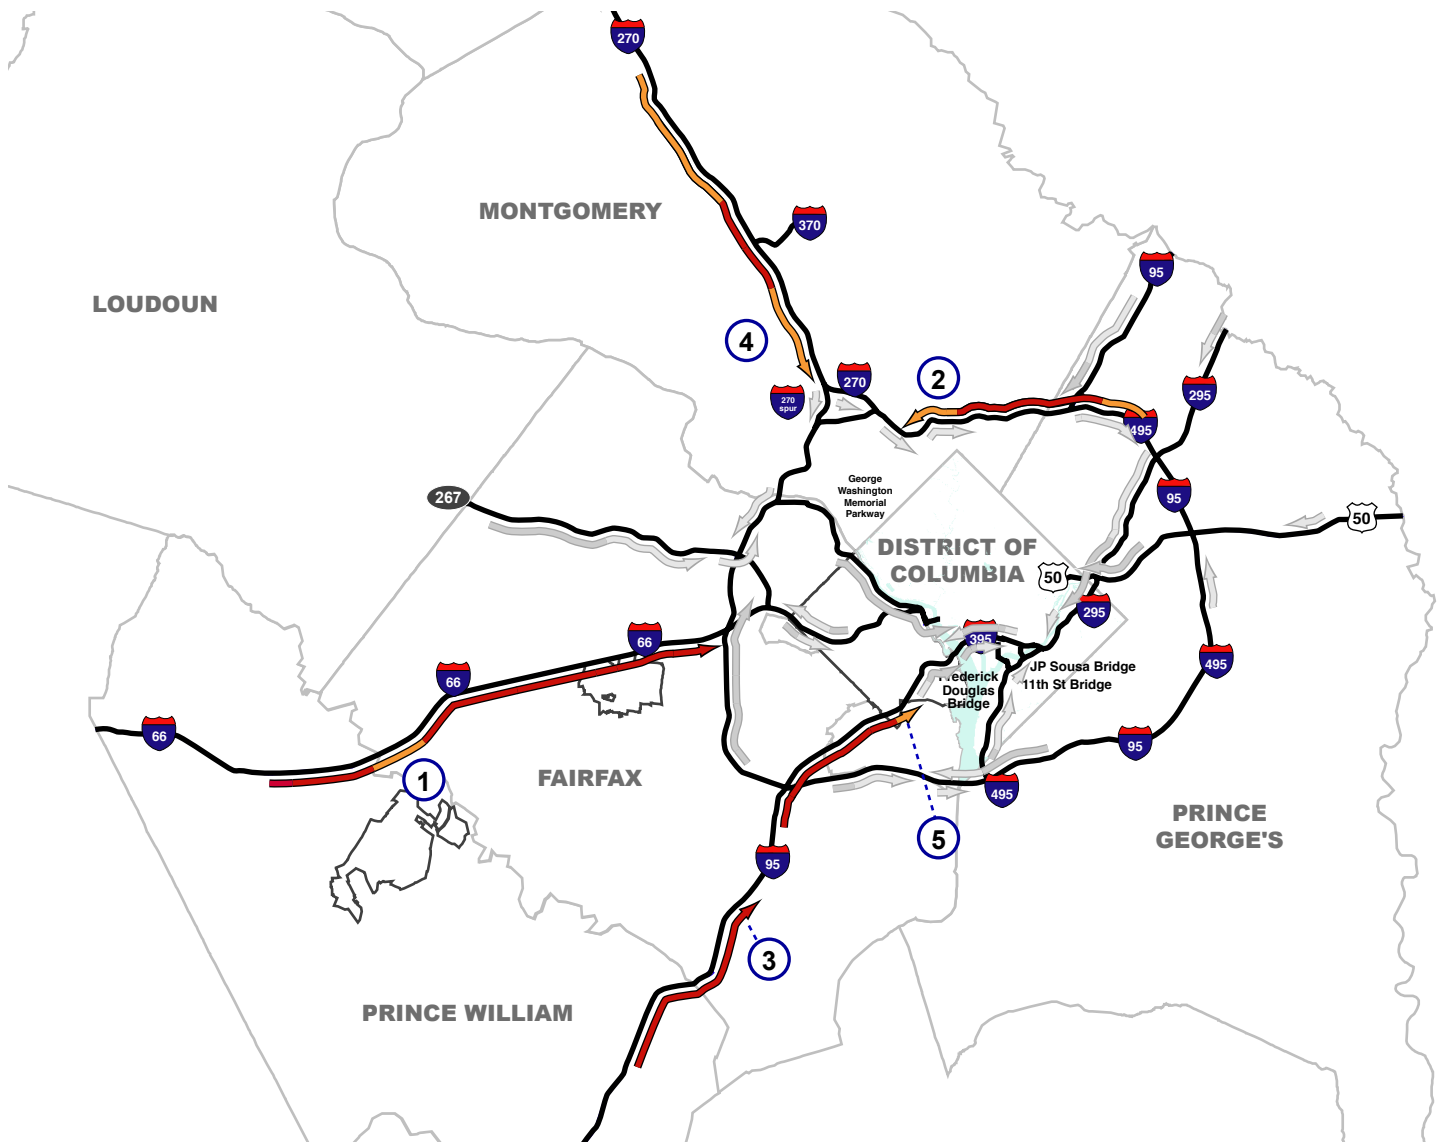 270
MONTGOMERY
370
95
LOUDOUN
4
270
2
270
spur
295
495
George
Washington
Memorial
Parkway
267
95
50
DISTRICT OF
COLUMBIA
50
295
66
395
495
66
JP Sousa Bridge
11th St Bridge
Frederick
Douglas
Bridge
66
95
1
FAIRFAX
495
PRINCE
GEORGE'S
5
95
3
PRINCE WILLIAM